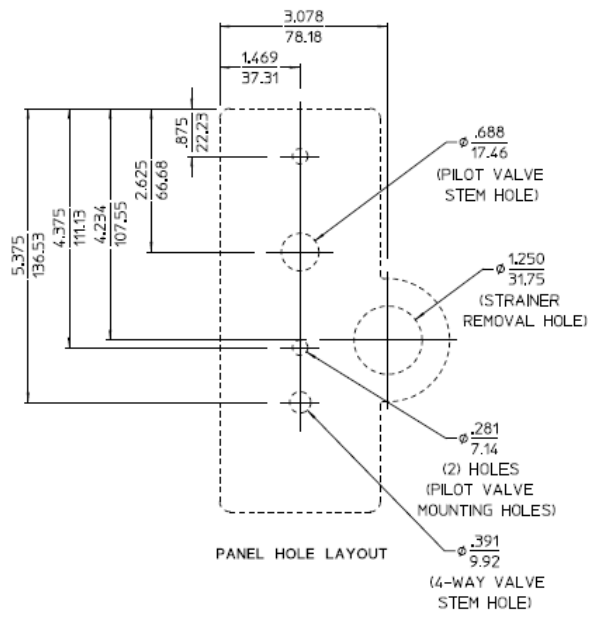 3.078
78.18
1.469
37.31
.875
22.23
2.625
66.68
4.234
107.55
4.375
111.13
5.375
136.53
ø .688
17.46
(PILOT VALVE
STEM HOLE)
ø 1.250
31.75
(STRAINER
REMOVAL HOLE)
ø .281
7.14
(2) HOLES
(PILOT VALVE
MOUNTING HOLES)
ø .391
9.92
(4-WAY VALVE
STEM HOLE)
PANEL HOLE LAYOUT